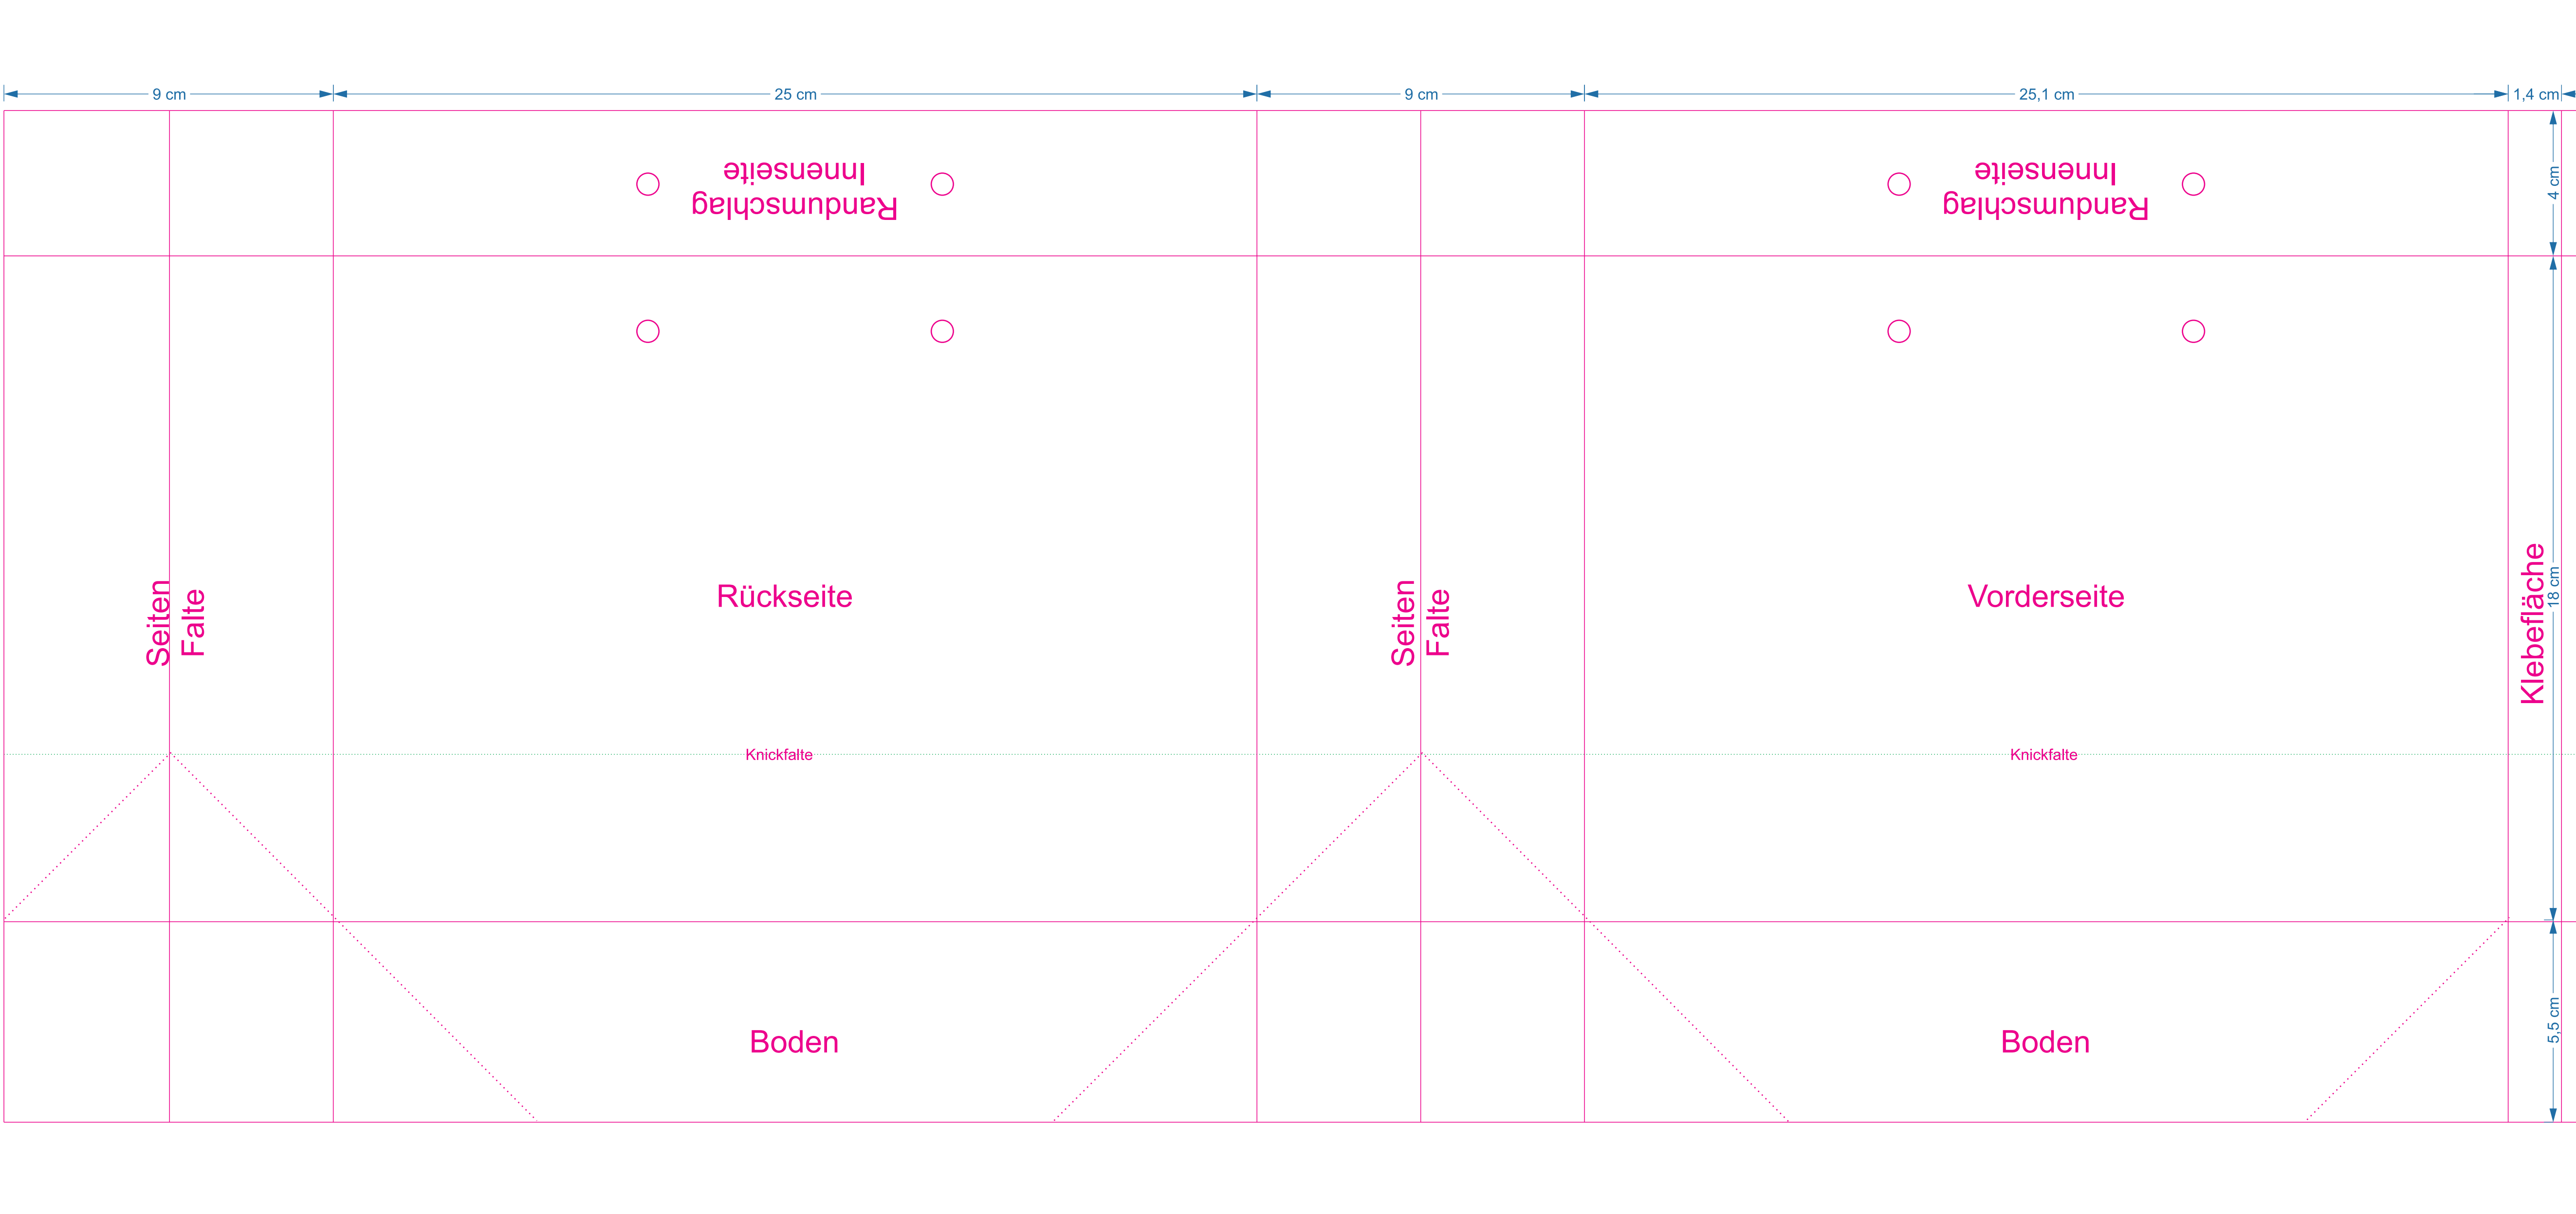 9 cm
25 cm
9 cm
25,1 cm
1,4 cm
Randumschlag
Innenseite
Randumschlag
Innenseite
4 cm
Seiten
Falte
Rückseite
Seiten
Falte
Vorderseite
Klebefläche
18 cm
Knickfalte
Knickfalte
Boden
Boden
5,5 cm